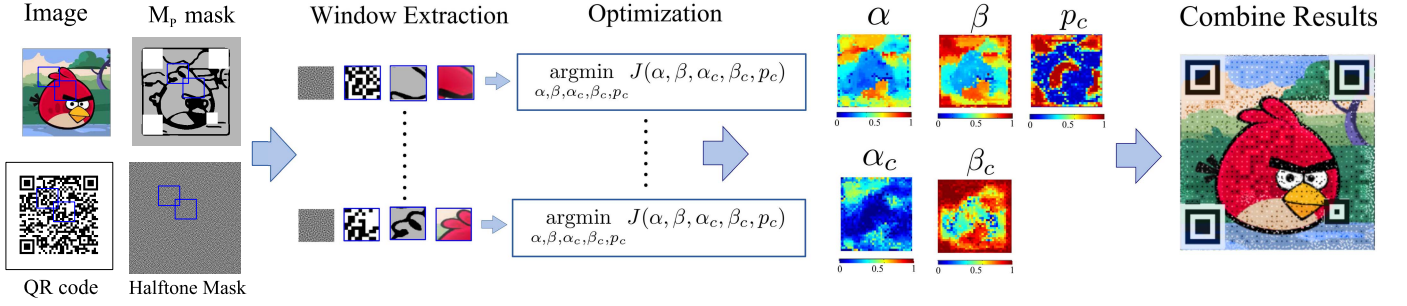 Image
M_P mask
QR code
Halftone Mask
Window Extraction
Optimization
argmin J(α, β, α_c, β_c, p_c)
α,β,α_c,β_c,p_c
argmin J(α, β, α_c, β_c, p_c)
α,β,α_c,β_c,p_c
α
0 0.5 1
β
0 0.5 1
p_c
0 0.5 1
α_c
0 0.5 1
β_c
0 0.5 1
Combine Results